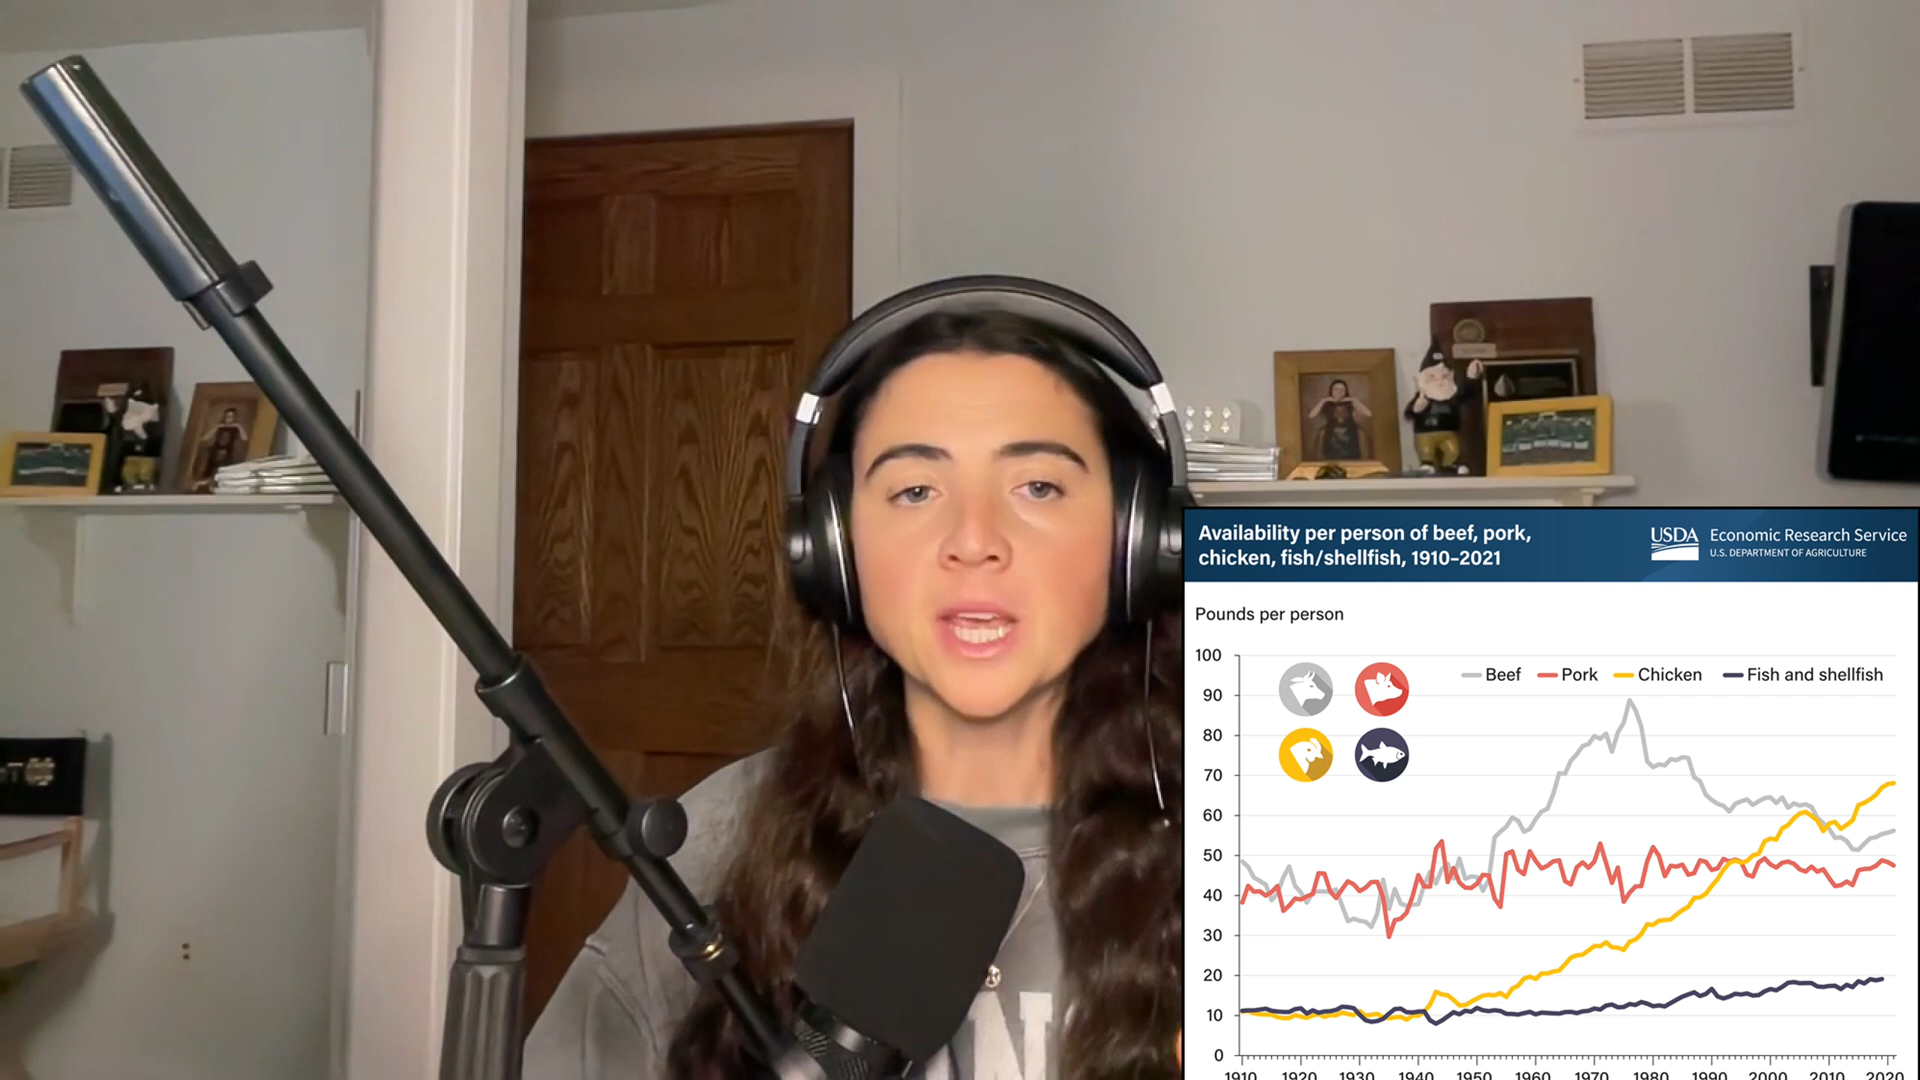 Availability per person of beef, pork,
chicken, fish/shellfish, 1910–2021
USDA Economic Research Service
U.S. DEPARTMENT OF AGRICULTURE
Pounds per person
Beef Pork Chicken Fish and shellfish
100
90
80
70
60
50
40
30
20
10
0
1910 1920 1930 1940 1950 1960 1970 1980 1990 2000 2010 2020
N